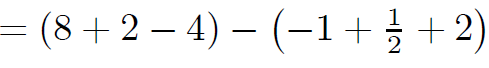 = (8 + 2 − 4) − (−1 + ½ + 2)